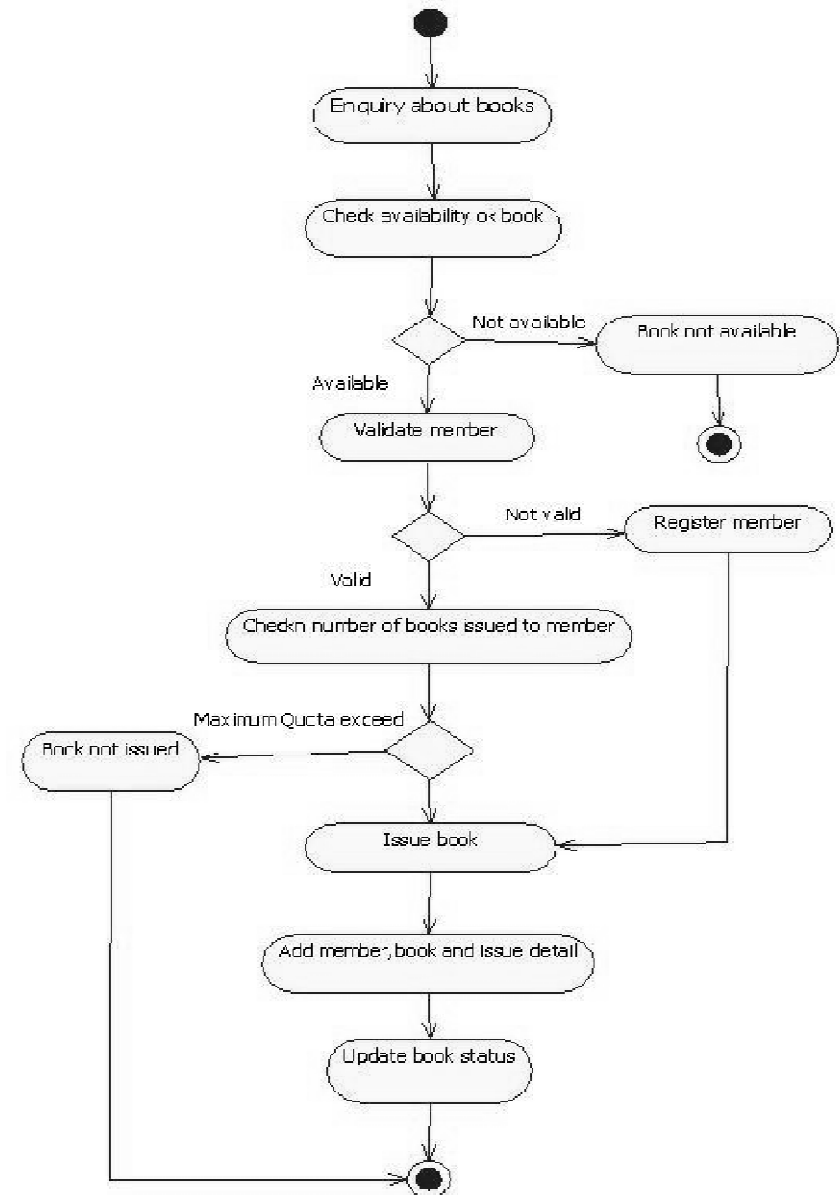 Enquiry about books
Check availability of book
Not available
Book not available
Available
Validate member
Not valid
Register member
Valid
Checkn number of books issued to member
Maximum Quota exceed
Book not issued
Issue book
Add member, book and issue detail
Update book status